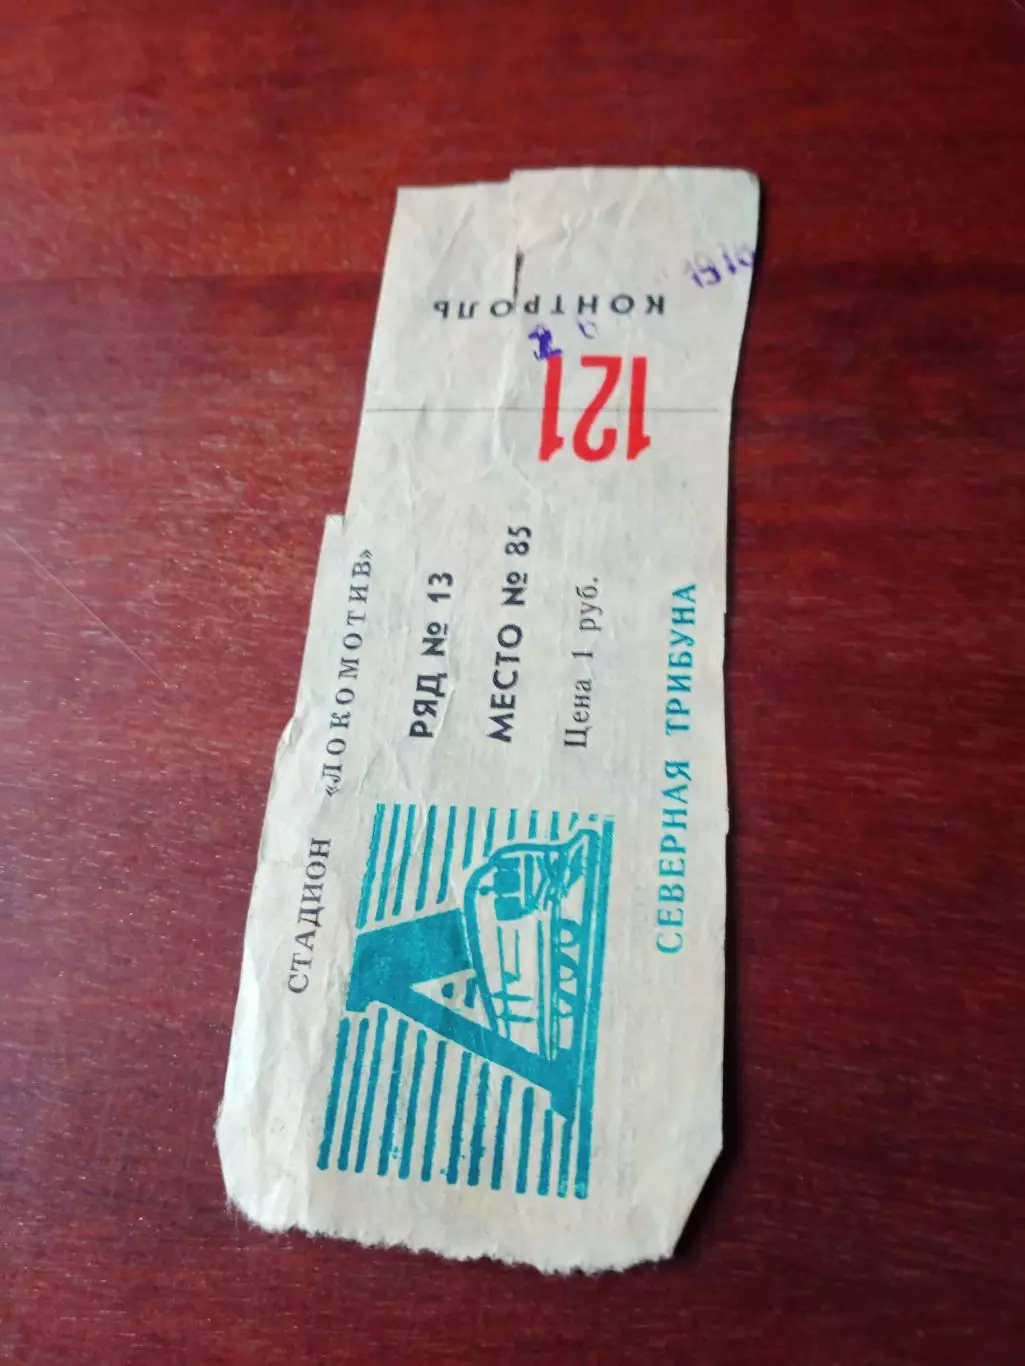 СТАДИОН «ЛОКОМОТИВ»
РЯД № 13
МЕСТО № 85
Цена 1 руб.
СЕВЕРНАЯ ТРИБУНА
121
КОНТРОЛЬ